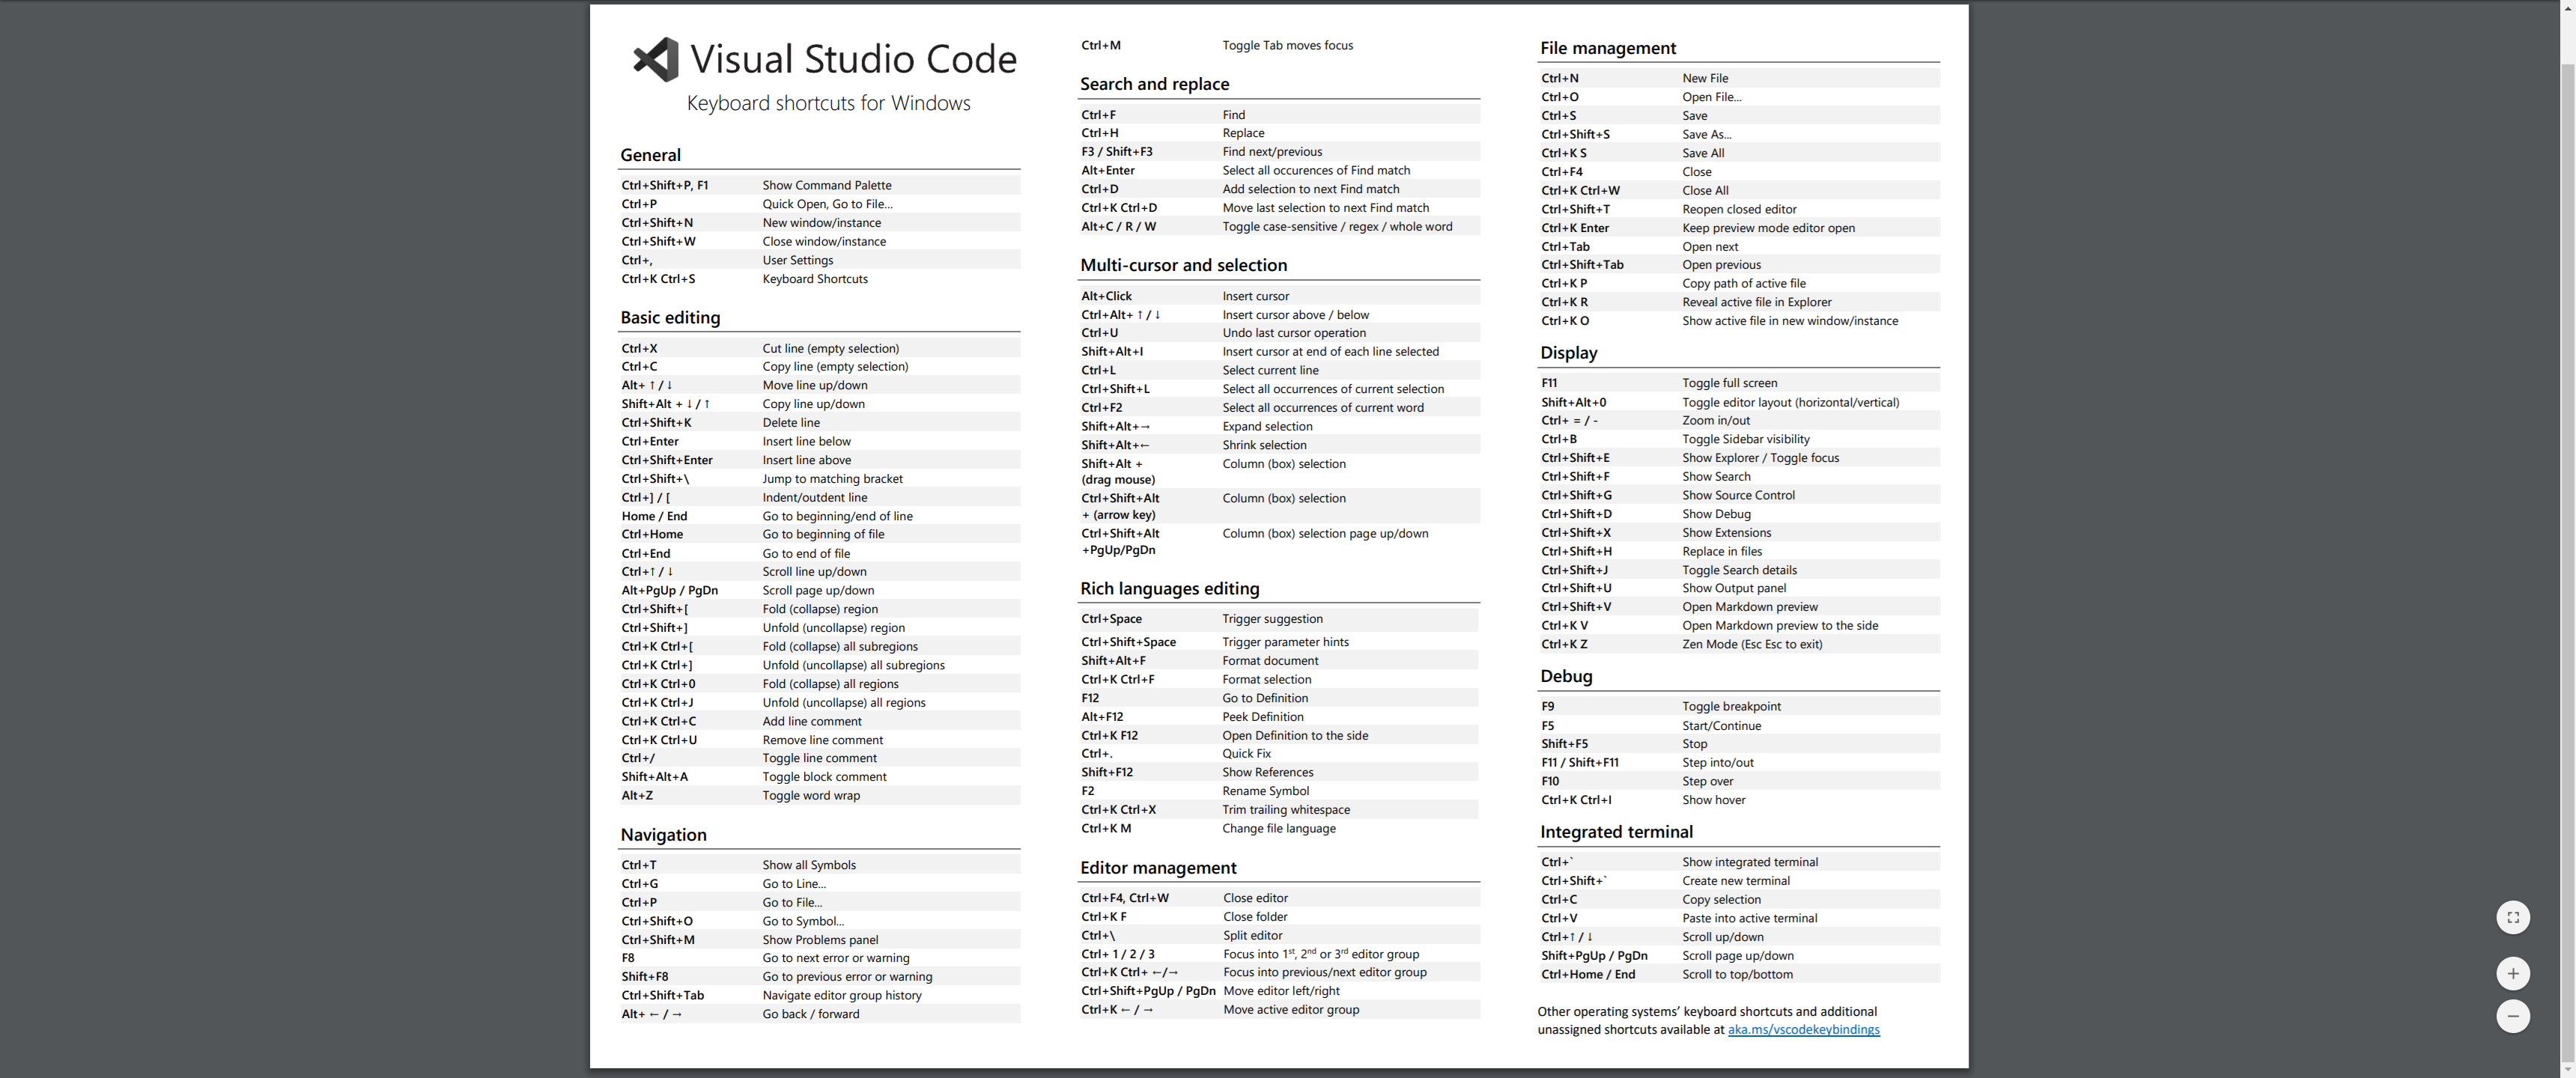 Visual Studio Code
Keyboard shortcuts for Windows
General
Ctrl+Shift+P, F1 Show Command Palette
Ctrl+P Quick Open, Go to File...
Ctrl+Shift+N New window/instance
Ctrl+Shift+W Close window/instance
Ctrl+, User Settings
Ctrl+K Ctrl+S Keyboard Shortcuts
Basic editing
Ctrl+X Cut line (empty selection)
Ctrl+C Copy line (empty selection)
Alt+ ↑ / ↓ Move line up/down
Shift+Alt + ↓ / ↑ Copy line up/down
Ctrl+Shift+K Delete line
Ctrl+Enter Insert line below
Ctrl+Shift+Enter Insert line above
Ctrl+Shift+\ Jump to matching bracket
Ctrl+] / [ Indent/outdent line
Home / End Go to beginning/end of line
Ctrl+Home Go to beginning of file
Ctrl+End Go to end of file
Ctrl+↑ / ↓ Scroll line up/down
Alt+PgUp / PgDn Scroll page up/down
Ctrl+Shift+[ Fold (collapse) region
Ctrl+Shift+] Unfold (uncollapse) region
Ctrl+K Ctrl+[ Fold (collapse) all subregions
Ctrl+K Ctrl+] Unfold (uncollapse) all subregions
Ctrl+K Ctrl+0 Fold (collapse) all regions
Ctrl+K Ctrl+J Unfold (uncollapse) all regions
Ctrl+K Ctrl+C Add line comment
Ctrl+K Ctrl+U Remove line comment
Ctrl+/ Toggle line comment
Shift+Alt+A Toggle block comment
Alt+Z Toggle word wrap
Navigation
Ctrl+T Show all Symbols
Ctrl+G Go to Line...
Ctrl+P Go to File...
Ctrl+Shift+O Go to Symbol...
Ctrl+Shift+M Show Problems panel
F8 Go to next error or warning
Shift+F8 Go to previous error or warning
Ctrl+Shift+Tab Navigate editor group history
Alt+ ← / → Go back / forward
Ctrl+M Toggle Tab moves focus
Search and replace
Ctrl+F Find
Ctrl+H Replace
F3 / Shift+F3 Find next/previous
Alt+Enter Select all occurences of Find match
Ctrl+D Add selection to next Find match
Ctrl+K Ctrl+D Move last selection to next Find match
Alt+C / R / W Toggle case-sensitive / regex / whole word
Multi-cursor and selection
Alt+Click Insert cursor
Ctrl+Alt+ ↑ / ↓ Insert cursor above / below
Ctrl+U Undo last cursor operation
Shift+Alt+I Insert cursor at end of each line selected
Ctrl+L Select current line
Ctrl+Shift+L Select all occurrences of current selection
Ctrl+F2 Select all occurrences of current word
Shift+Alt+→ Expand selection
Shift+Alt+← Shrink selection
Shift+Alt + Column (box) selection
(drag mouse)
Ctrl+Shift+Alt Column (box) selection
+ (arrow key)
Ctrl+Shift+Alt Column (box) selection page up/down
+PgUp/PgDn
Rich languages editing
Ctrl+Space Trigger suggestion
Ctrl+Shift+Space Trigger parameter hints
Shift+Alt+F Format document
Ctrl+K Ctrl+F Format selection
F12 Go to Definition
Alt+F12 Peek Definition
Ctrl+K F12 Open Definition to the side
Ctrl+. Quick Fix
Shift+F12 Show References
F2 Rename Symbol
Ctrl+K Ctrl+X Trim trailing whitespace
Ctrl+K M Change file language
Editor management
Ctrl+F4, Ctrl+W Close editor
Ctrl+K F Close folder
Ctrl+\ Split editor
Ctrl+ 1 / 2 / 3 Focus into 1st, 2nd or 3rd editor group
Ctrl+K Ctrl+ ←/→ Focus into previous/next editor group
Ctrl+Shift+PgUp / PgDn Move editor left/right
Ctrl+K ← / → Move active editor group
File management
Ctrl+N New File
Ctrl+O Open File...
Ctrl+S Save
Ctrl+Shift+S Save As...
Ctrl+K S Save All
Ctrl+F4 Close
Ctrl+K Ctrl+W Close All
Ctrl+Shift+T Reopen closed editor
Ctrl+K Enter Keep preview mode editor open
Ctrl+Tab Open next
Ctrl+Shift+Tab Open previous
Ctrl+K P Copy path of active file
Ctrl+K R Reveal active file in Explorer
Ctrl+K O Show active file in new window/instance
Display
F11 Toggle full screen
Shift+Alt+0 Toggle editor layout (horizontal/vertical)
Ctrl+ = / - Zoom in/out
Ctrl+B Toggle Sidebar visibility
Ctrl+Shift+E Show Explorer / Toggle focus
Ctrl+Shift+F Show Search
Ctrl+Shift+G Show Source Control
Ctrl+Shift+D Show Debug
Ctrl+Shift+X Show Extensions
Ctrl+Shift+H Replace in files
Ctrl+Shift+J Toggle Search details
Ctrl+Shift+U Show Output panel
Ctrl+Shift+V Open Markdown preview
Ctrl+K V Open Markdown preview to the side
Ctrl+K Z Zen Mode (Esc Esc to exit)
Debug
F9 Toggle breakpoint
F5 Start/Continue
Shift+F5 Stop
F11 / Shift+F11 Step into/out
F10 Step over
Ctrl+K Ctrl+I Show hover
Integrated terminal
Ctrl+` Show integrated terminal
Ctrl+Shift+` Create new terminal
Ctrl+C Copy selection
Ctrl+V Paste into active terminal
Ctrl+↑ / ↓ Scroll up/down
Shift+PgUp / PgDn Scroll page up/down
Ctrl+Home / End Scroll to top/bottom
Other operating systems’ keyboard shortcuts and additional
unassigned shortcuts available at aka.ms/vscodekeybindings